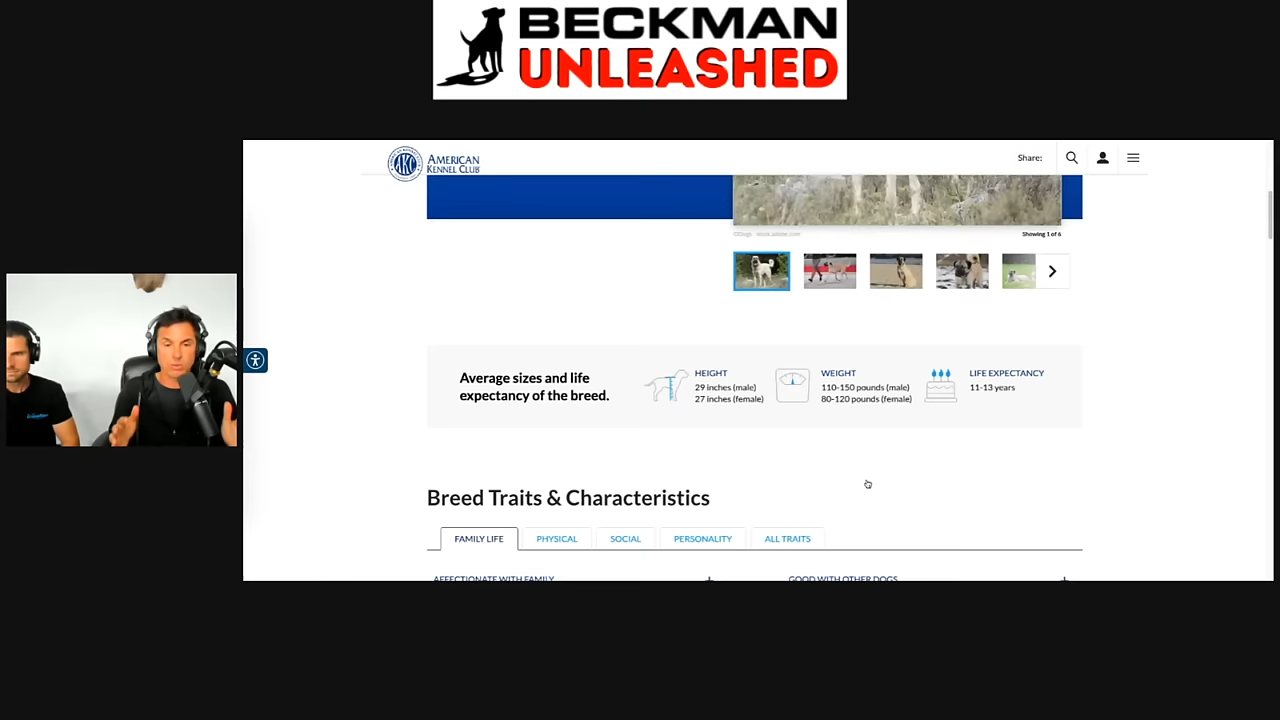 BECKMAN
UNLEASHED
AMERICAN
KENNEL CLUB
Share:
Showing 1 of 6
Average sizes and life
expectancy of the breed.
HEIGHT
29 inches (male)
27 inches (female)
WEIGHT
110-150 pounds (male)
80-120 pounds (female)
LIFE EXPECTANCY
11-13 years
Breed Traits & Characteristics
FAMILY LIFE
PHYSICAL
SOCIAL
PERSONALITY
ALL TRAITS
AFFECTIONATE WITH FAMILY
GOOD WITH OTHER DOGS